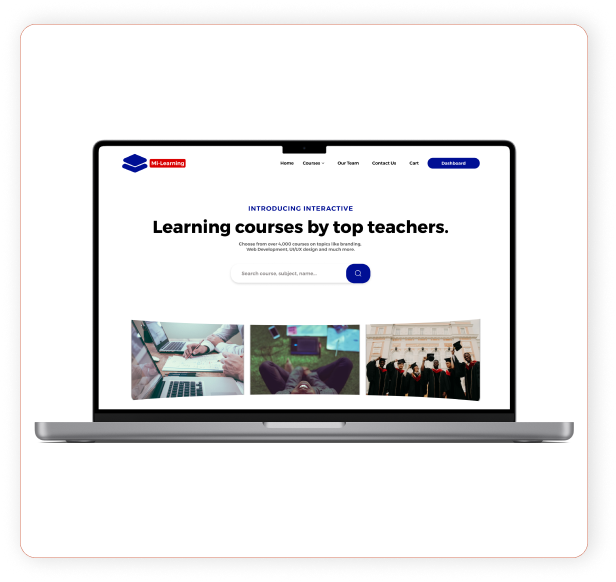 Mi-Learning
Home Courses Our Team Contact Us Cart Dashboard
INTRODUCING INTERACTIVE
Learning courses by top teachers.
Choose from over 4,000 courses on topics like branding,
Web Development, UI/UX design and much more.
Search course, subject, name...